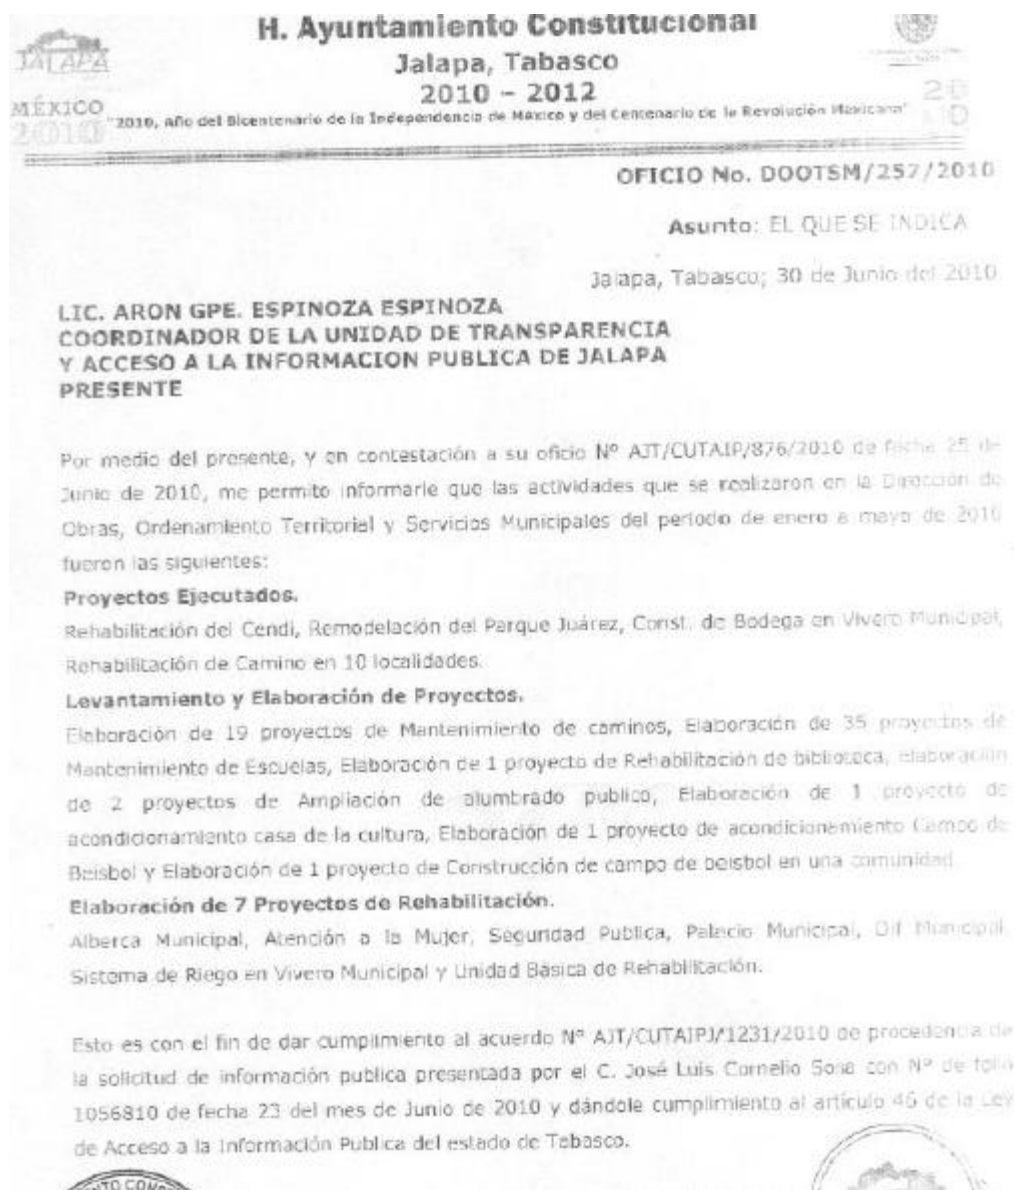 H. Ayuntamiento Constitucional
JALAPA
Jalapa, Tabasco
2010 – 2012
MÉXICO
2010
"2010, Año del Bicentenario de la Independencia de México y del Centenario de la Revolución Mexicana"
20
10
OFICIO No. DOOTSM/257/2010
Asunto: EL QUE SE INDICA
Jalapa, Tabasco; 30 de Junio del 2010
LIC. ARON GPE. ESPINOZA ESPINOZA
COORDINADOR DE LA UNIDAD DE TRANSPARENCIA
Y ACCESO A LA INFORMACION PUBLICA DE JALAPA
PRESENTE
Por medio del presente, y en contestación a su oficio Nº AJT/CUTAIP/876/2010 de fecha 25 de
Junio de 2010, me permito informarle que las actividades que se realizaron en la Dirección de
Obras, Ordenamiento Territorial y Servicios Municipales del periodo de enero a mayo de 2010
fueron las siguientes:
Proyectos Ejecutados.
Rehabilitación del Cendi, Remodelación del Parque Juárez, Const. de Bodega en Vivero Municipal,
Rehabilitación de Camino en 10 localidades.
Levantamiento y Elaboración de Proyectos.
Elaboración de 19 proyectos de Mantenimiento de caminos, Elaboración de 35 proyectos de
Mantenimiento de Escuelas, Elaboración de 1 proyecto de Rehabilitación de biblioteca, elaboración
de 2 proyectos de Ampliación de alumbrado publico, Elaboración de 1 proyecto de
acondicionamiento casa de la cultura, Elaboración de 1 proyecto de acondicionamiento Campo de
Beisbol y Elaboración de 1 proyecto de Construcción de campo de beisbol en una comunidad.
Elaboración de 7 Proyectos de Rehabilitación.
Alberca Municipal, Atención a la Mujer, Seguridad Publica, Palacio Municipal, Dif Municipal,
Sistema de Riego en Vivero Municipal y Unidad Básica de Rehabilitación.
Esto es con el fin de dar cumplimiento al acuerdo Nº AJT/CUTAIPJ/1231/2010 de procedencia de
la solicitud de información publica presentada por el C. José Luis Cornelio Sosa con Nº de folio
1056810 de fecha 23 del mes de Junio de 2010 y dándole cumplimiento al articulo 46 de la Ley
de Acceso a la Información Publica del estado de Tabasco.